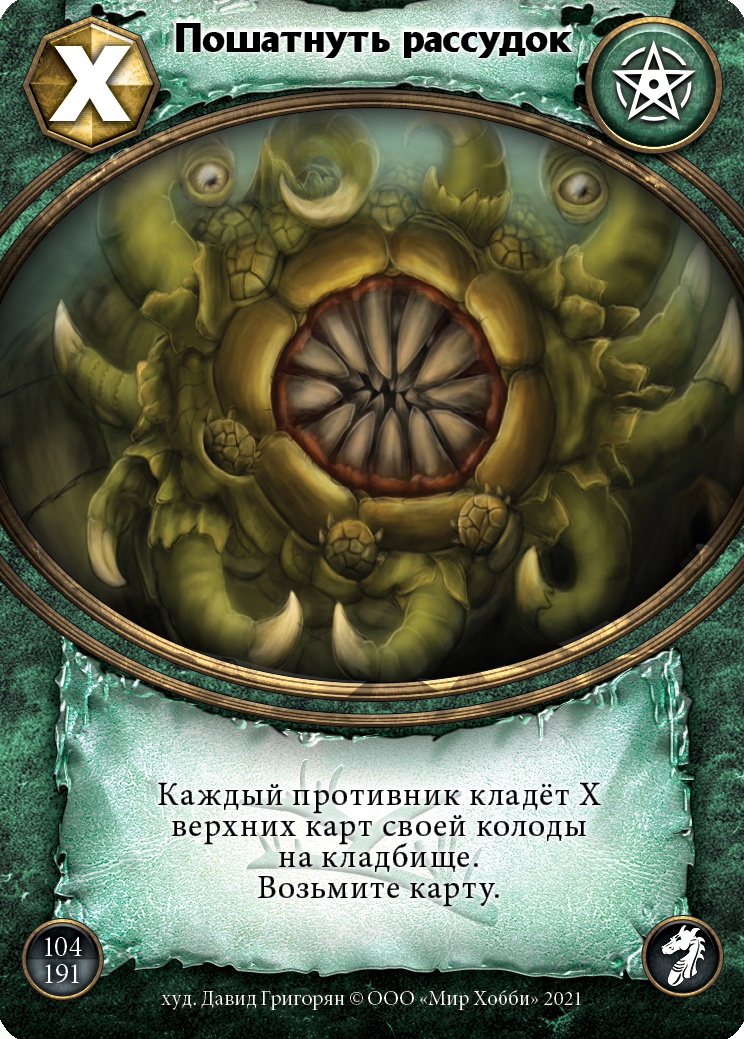 Пошатнуть рассудок
X
Каждый противник кладёт X
верхних карт своей колоды
на кладбище.
Возьмите карту.
104
191
худ. Давид Григорян © ООО «Мир Хобби» 2021